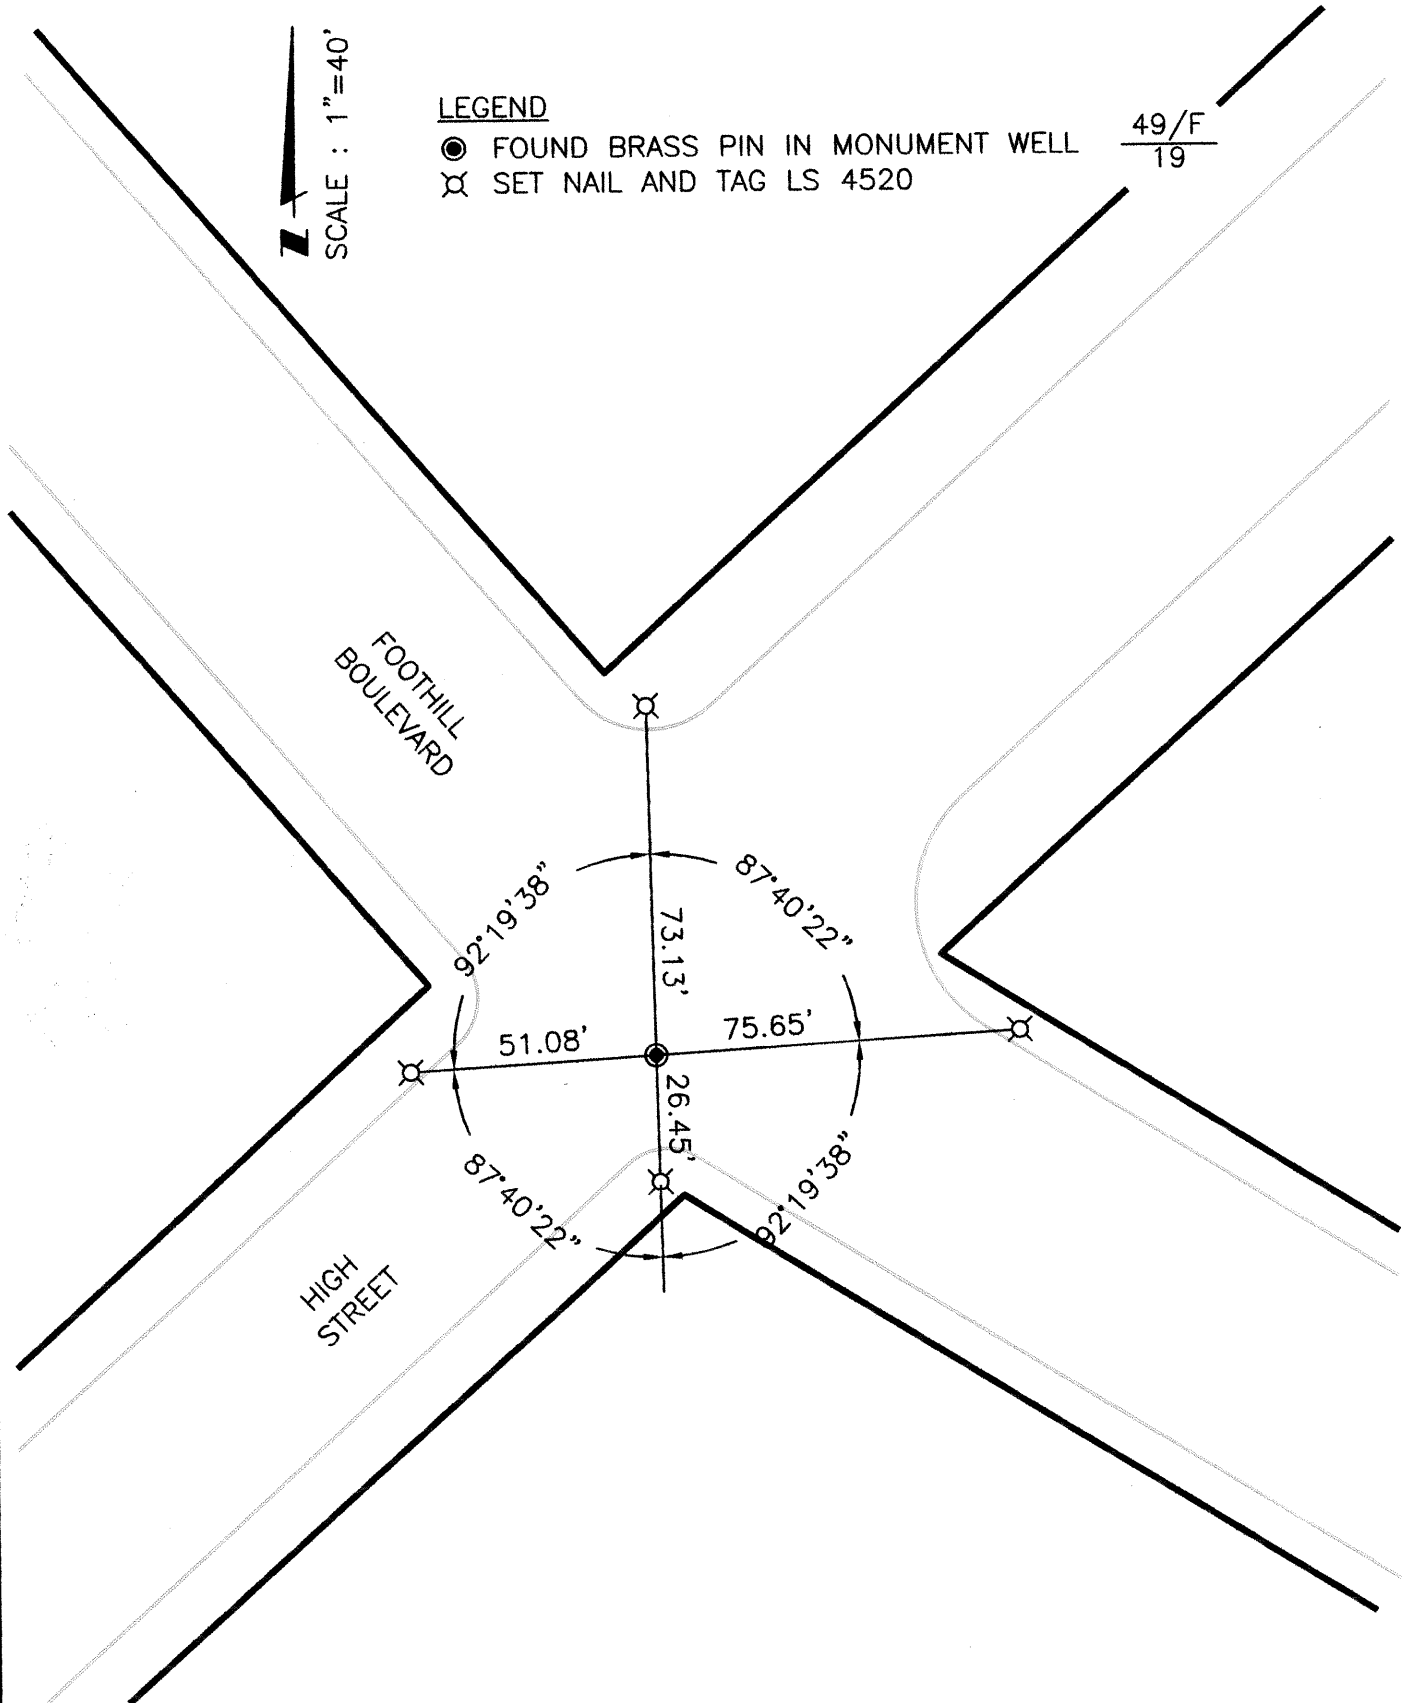 SCALE : 1"=40'
N
LEGEND
FOUND BRASS PIN IN MONUMENT WELL
SET NAIL AND TAG LS 4520
49/F
19
FOOTHILL
BOULEVARD
92°19'38"
87°40'22"
73.13'
51.08'
75.65'
26.45'
87°40'22"
92°19'38"
HIGH
STREET